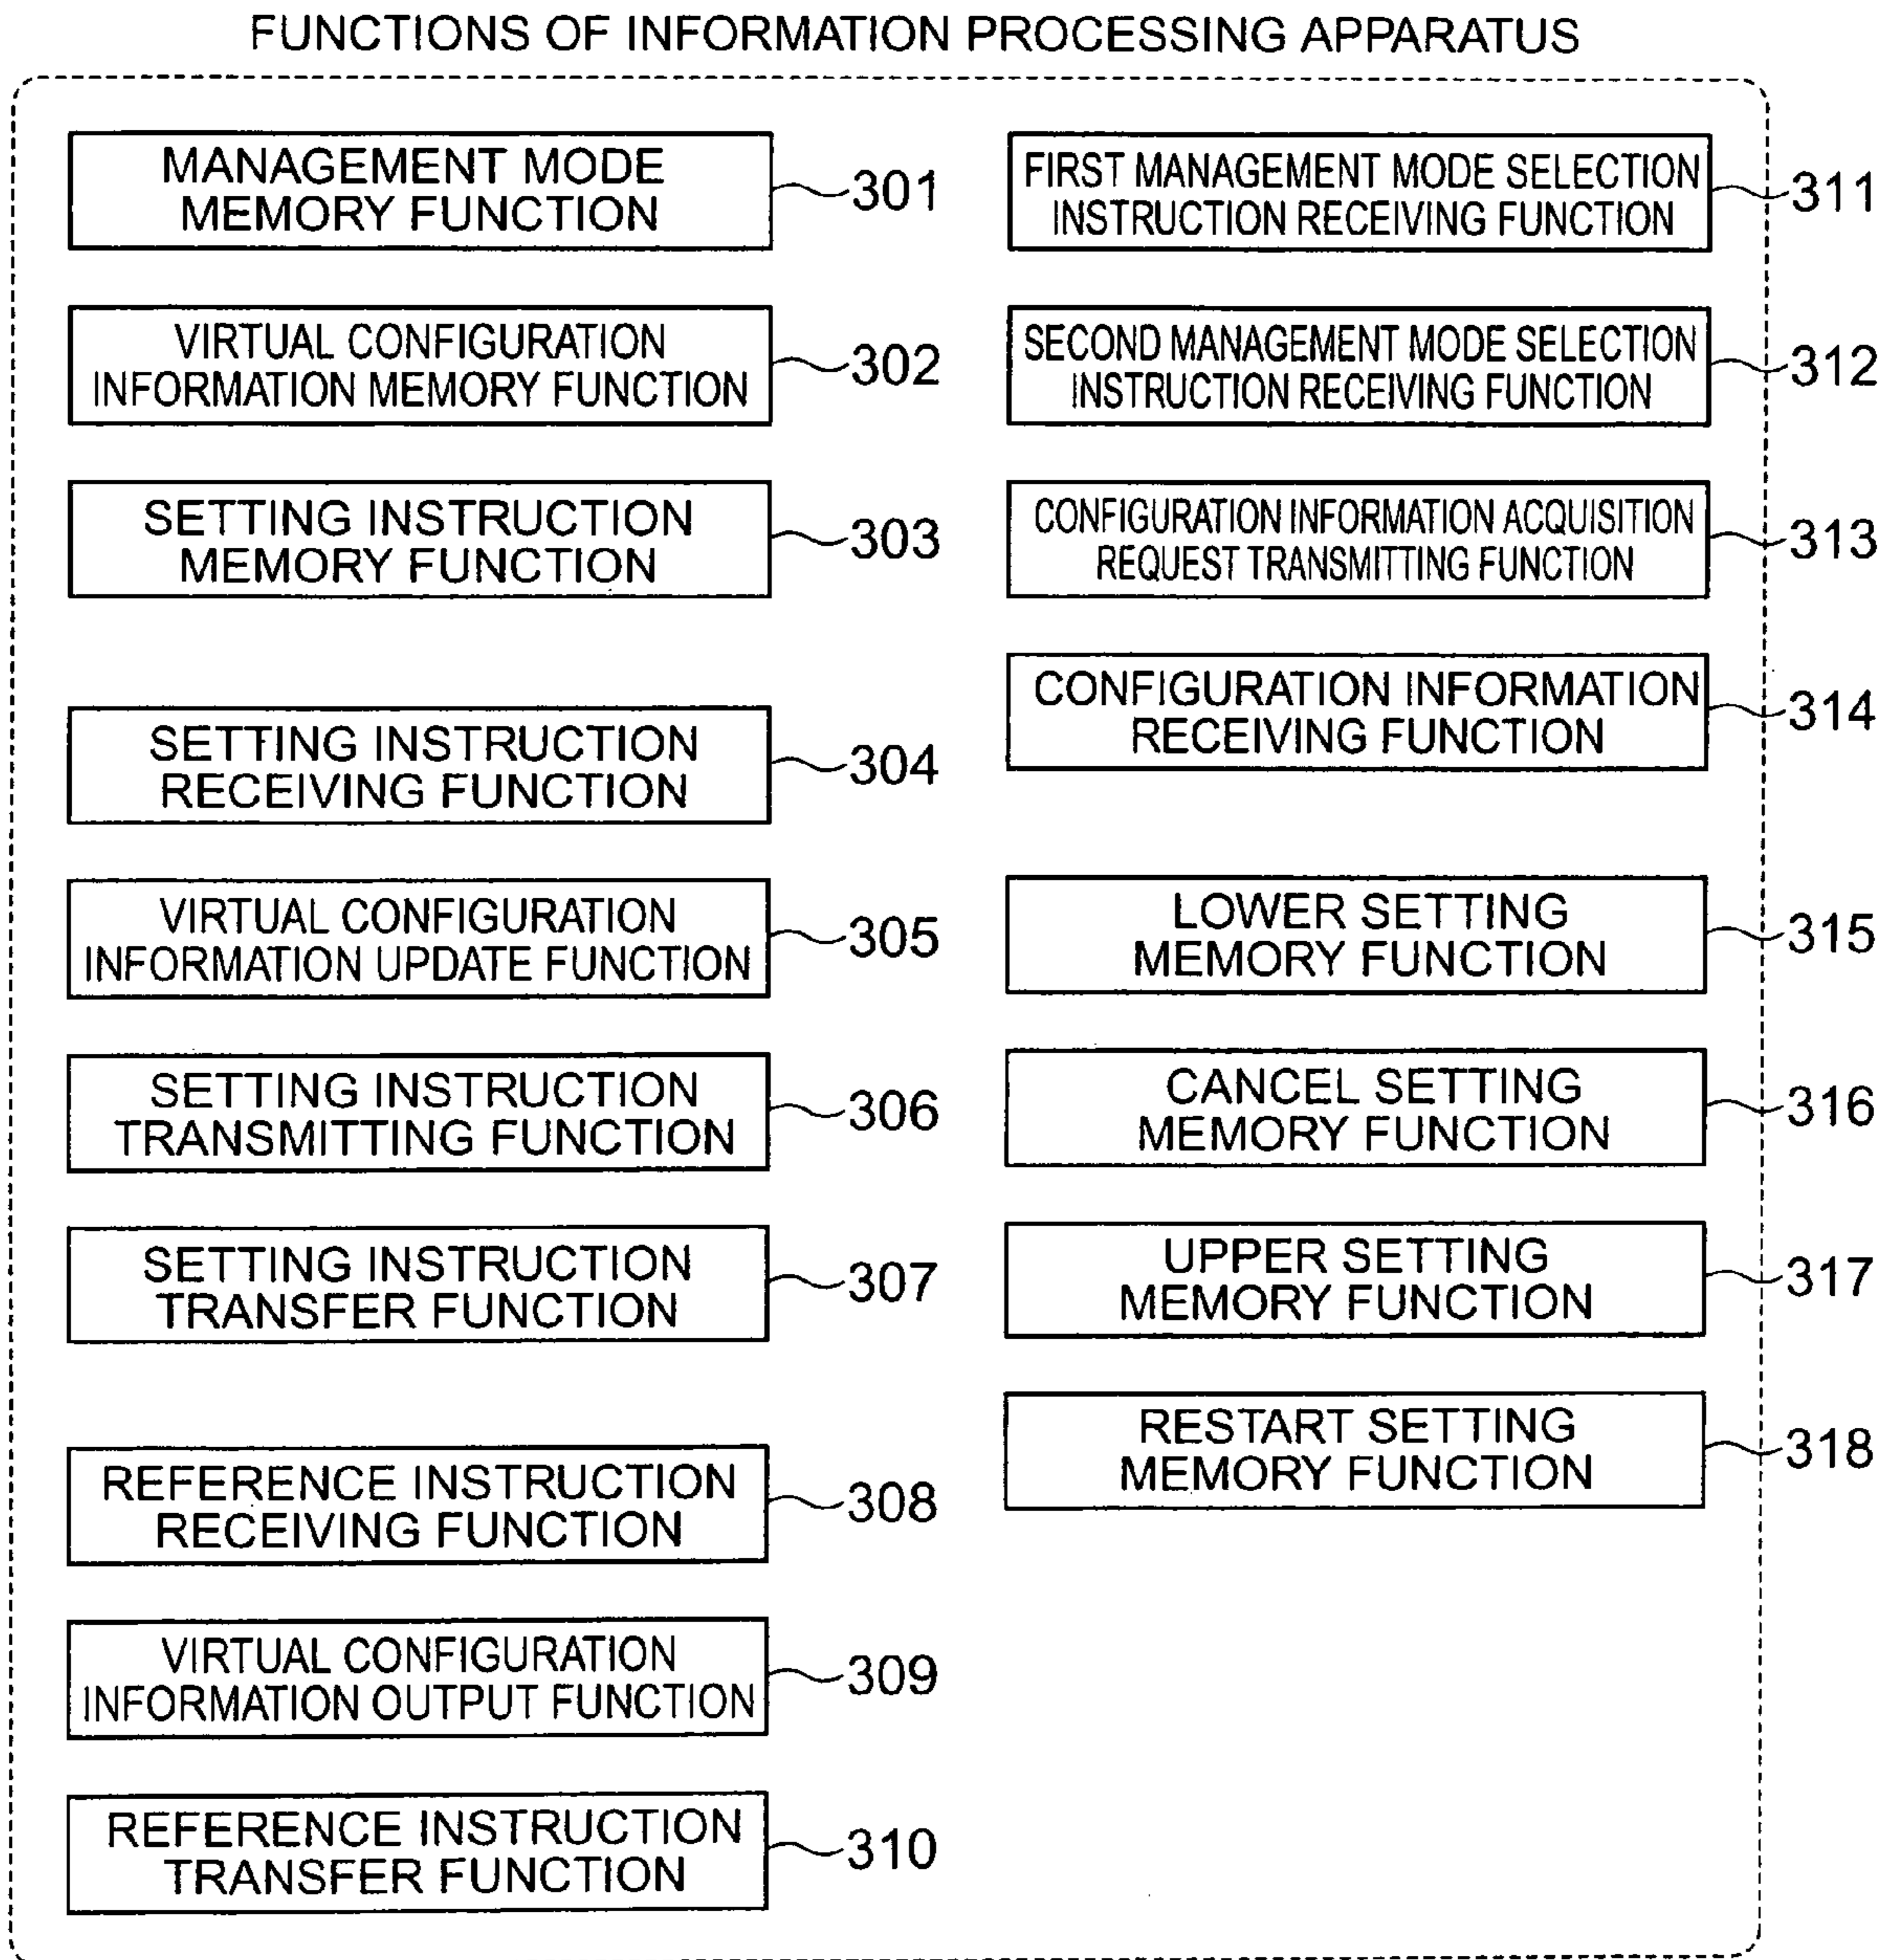 FUNCTIONS OF INFORMATION PROCESSING APPARATUS
MANAGEMENT MODE
MEMORY FUNCTION
301
VIRTUAL CONFIGURATION
INFORMATION MEMORY FUNCTION
302
SETTING INSTRUCTION
MEMORY FUNCTION
303
SETTING INSTRUCTION
RECEIVING FUNCTION
304
VIRTUAL CONFIGURATION
INFORMATION UPDATE FUNCTION
305
SETTING INSTRUCTION
TRANSMITTING FUNCTION
306
SETTING INSTRUCTION
TRANSFER FUNCTION
307
REFERENCE INSTRUCTION
RECEIVING FUNCTION
308
VIRTUAL CONFIGURATION
INFORMATION OUTPUT FUNCTION
309
REFERENCE INSTRUCTION
TRANSFER FUNCTION
310
FIRST MANAGEMENT MODE SELECTION
INSTRUCTION RECEIVING FUNCTION
311
SECOND MANAGEMENT MODE SELECTION
INSTRUCTION RECEIVING FUNCTION
312
CONFIGURATION INFORMATION ACQUISITION
REQUEST TRANSMITTING FUNCTION
313
CONFIGURATION INFORMATION
RECEIVING FUNCTION
314
LOWER SETTING
MEMORY FUNCTION
315
CANCEL SETTING
MEMORY FUNCTION
316
UPPER SETTING
MEMORY FUNCTION
317
RESTART SETTING
MEMORY FUNCTION
318